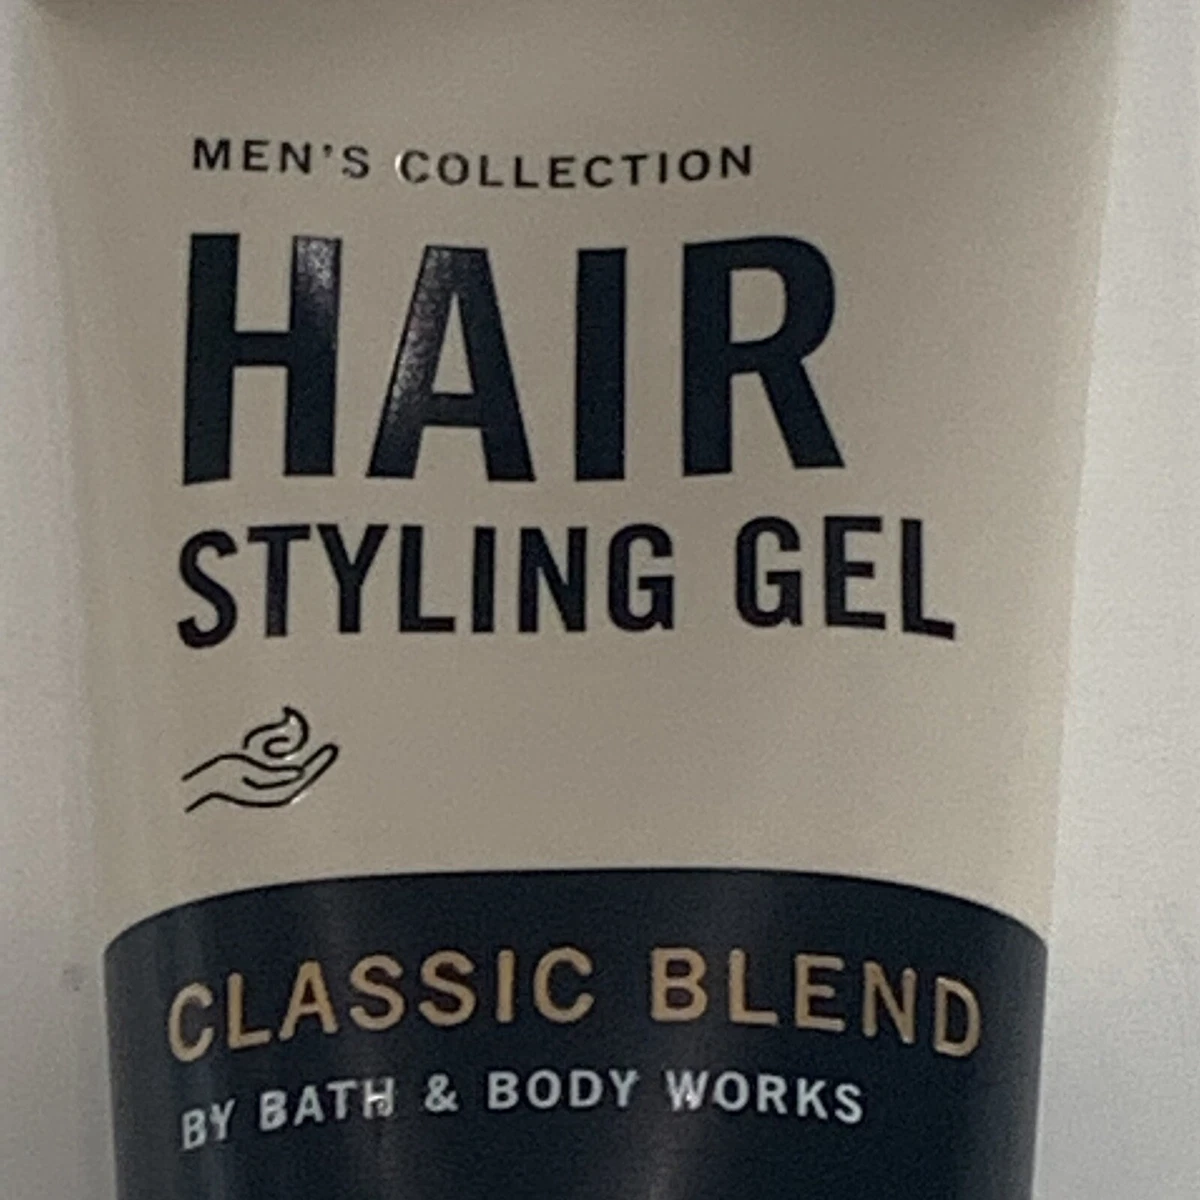 MEN'S COLLECTION
HAIR
STYLING GEL
CLASSIC BLEND
BY BATH & BODY WORKS